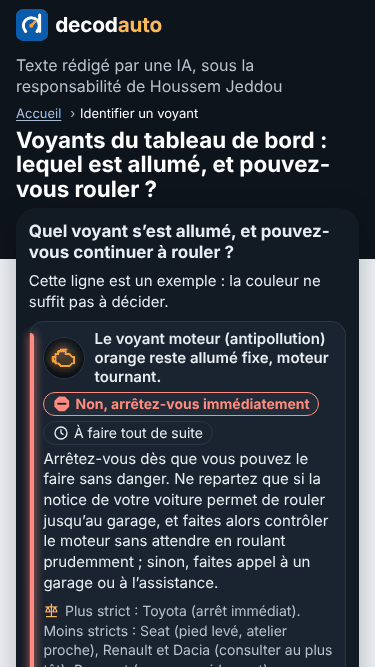 decodauto
Texte rédigé par une IA, sous la
responsabilité de Houssem Jeddou
Accueil › Identifier un voyant
Voyants du tableau de bord :
lequel est allumé, et pouvez-
vous rouler ?
Quel voyant s’est allumé, et pouvez-
vous continuer à rouler ?
Cette ligne est un exemple : la couleur ne
suffit pas à décider.
Le voyant moteur (antipollution)
orange reste allumé fixe, moteur
tournant.
Non, arrêtez-vous immédiatement
À faire tout de suite
Arrêtez-vous dès que vous pouvez le
faire sans danger. Ne repartez que si la
notice de votre voiture permet de rouler
jusqu’au garage, et faites alors contrôler
le moteur sans attendre en roulant
prudemment ; sinon, faites appel à un
garage ou à l’assistance.
Plus strict : Toyota (arrêt immédiat).
Moins stricts : Seat (pied levé, atelier
proche), Renault et Dacia (consulter au plus